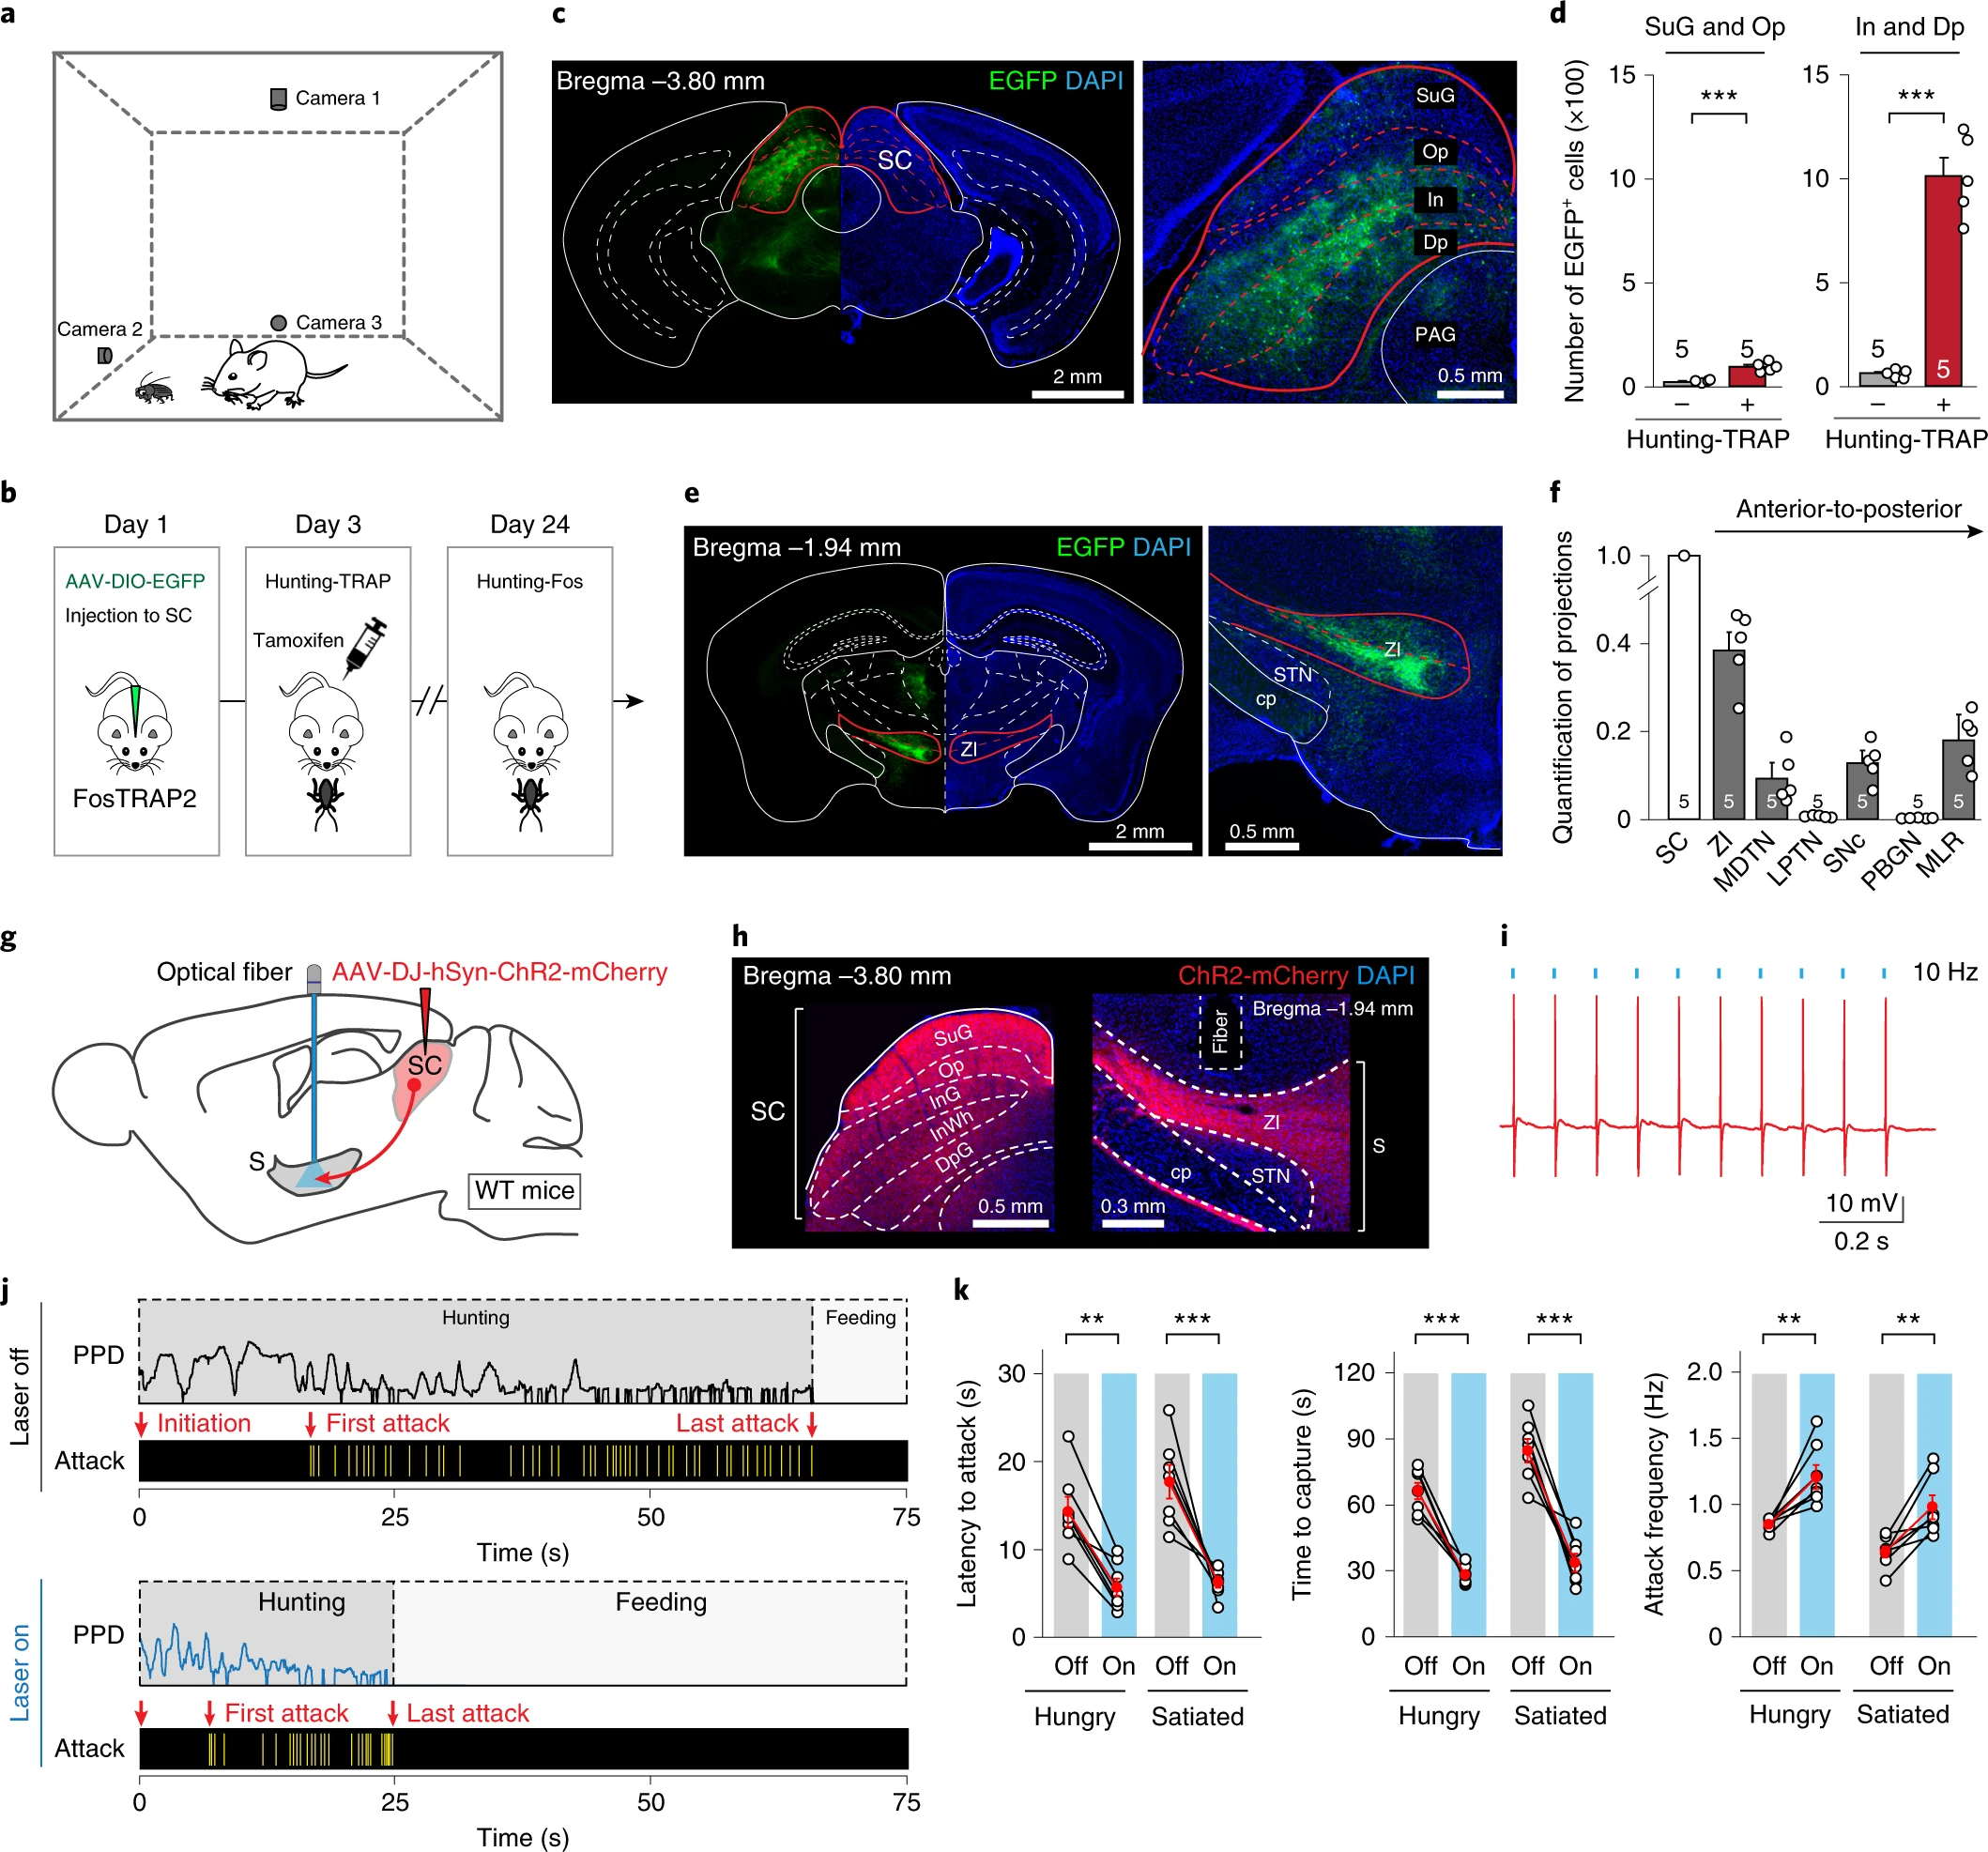 a
Camera 1
Camera 2
Camera 3
b
Day 1
Day 3
Day 24
AAV-DIO-EGFP
Injection to SC
Hunting-TRAP
Hunting-Fos
Tamoxifen
FosTRAP2
c
Bregma –3.80 mm
EGFP DAPI
SC
2 mm
SuG
Op
In
Dp
PAG
0.5 mm
d
SuG and Op
In and Dp
Number of EGFP+ cells (×100)
15
10
5
0
***
5
5
– +
Hunting-TRAP
15
10
5
0
***
5
5
– +
Hunting-TRAP
e
Bregma –1.94 mm
EGFP DAPI
ZI
2 mm
ZI
STN
cp
0.5 mm
f
Anterior-to-posterior
Quantification of projections
1.0
0.4
0.2
0
5 5 5 5 5 5 5
SC ZI MDTN LPTN SNc PBGN MLR
g
Optical fiber
AAV-DJ-hSyn-ChR2-mCherry
SC
S
WT mice
h
Bregma –3.80 mm
ChR2-mCherry DAPI
Bregma –1.94 mm
SC
SuG
Op
InG
InWh
DpG
0.5 mm
Fiber
ZI
cp
STN
0.3 mm
S
i
10 Hz
10 mV
0.2 s
j
Laser off
PPD
Hunting
Feeding
Initiation
First attack
Last attack
Attack
0 25 50 75
Time (s)
Laser on
PPD
Hunting
Feeding
First attack
Last attack
Attack
0 25 50 75
Time (s)
k
** ***
Latency to attack (s)
30
20
10
0
Off On Off On
Hungry Satiated
*** ***
Time to capture (s)
120
90
60
30
0
Off On Off On
Hungry Satiated
** **
Attack frequency (Hz)
2.0
1.5
1.0
0.5
0
Off On Off On
Hungry Satiated